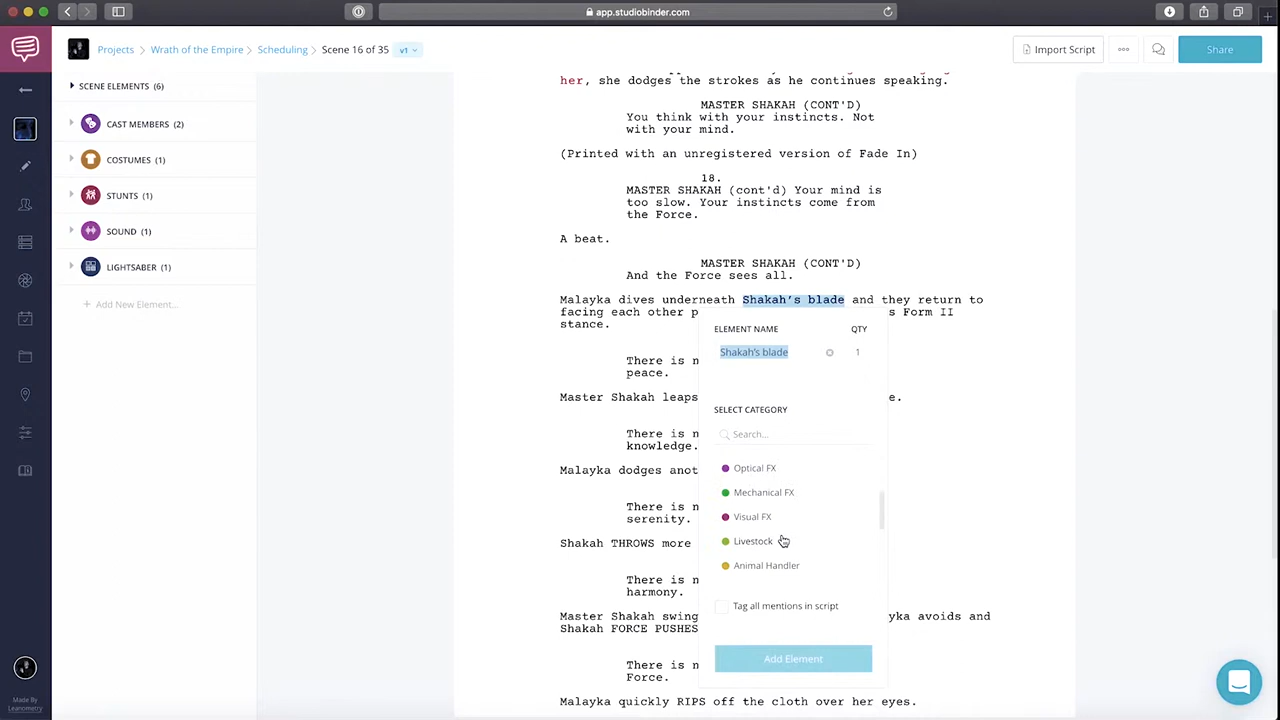 app.studiobinder.com
Projects
Wrath of the Empire
Scheduling
Scene 16 of 35
v1
Import Script
Share
SCENE ELEMENTS (6)
CAST MEMBERS (2)
COSTUMES (1)
STUNTS (1)
SOUND (1)
LIGHTSABER (1)
+ Add New Element...
her, she dodges the strokes as he continues speaking.
MASTER SHAKAH (CONT'D)
You think with your instincts. Not
with your mind.
(Printed with an unregistered version of Fade In)
18.
MASTER SHAKAH (cont'd) Your mind is
too slow. Your instincts come from
the Force.
A beat.
MASTER SHAKAH (CONT'D)
And the Force sees all.
Malayka dives underneath Shakah's blade and they return to
facing each other p
s Form II
stance.
There is n
peace.
Master Shakah leaps
e.
There is n
knowledge.
Malayka dodges anot
There is n
serenity.
Shakah THROWS more
There is n
harmony.
Master Shakah swing
yka avoids and
Shakah FORCE PUSHES
There is n
Force.
Malayka quickly RIPS off the cloth over her eyes.
ELEMENT NAME
QTY
Shakah's blade
1
SELECT CATEGORY
Search...
Optical FX
Mechanical FX
Visual FX
Livestock
Animal Handler
Tag all mentions in script
Add Element
Made By
Leanometry